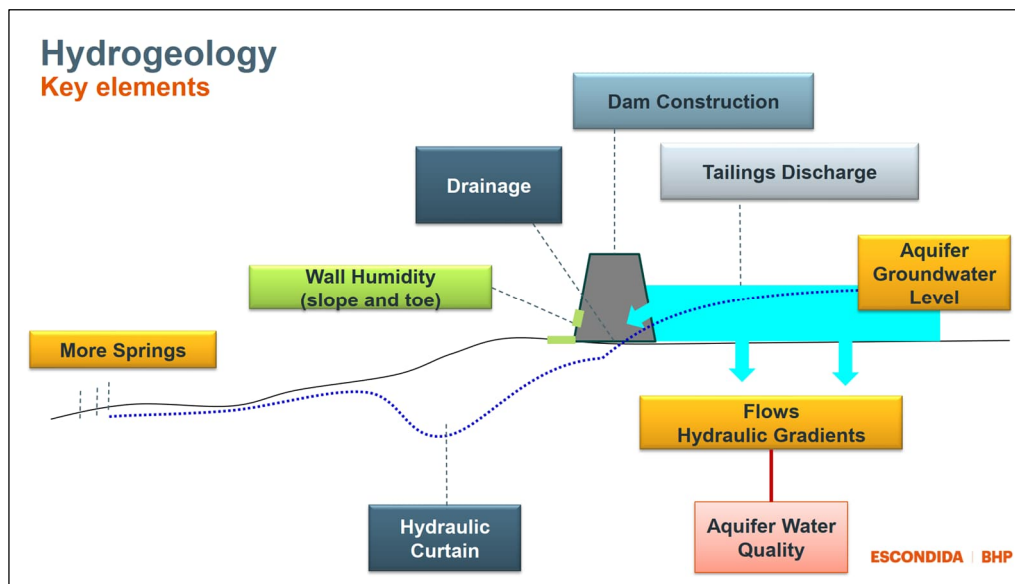 Hydrogeology
Key elements
Dam Construction
Drainage
Tailings Discharge
Aquifer
Groundwater
Level
Wall Humidity
(slope and toe)
More Springs
Flows
Hydraulic Gradients
Hydraulic
Curtain
Aquifer Water
Quality
ESCONDIDA | BHP